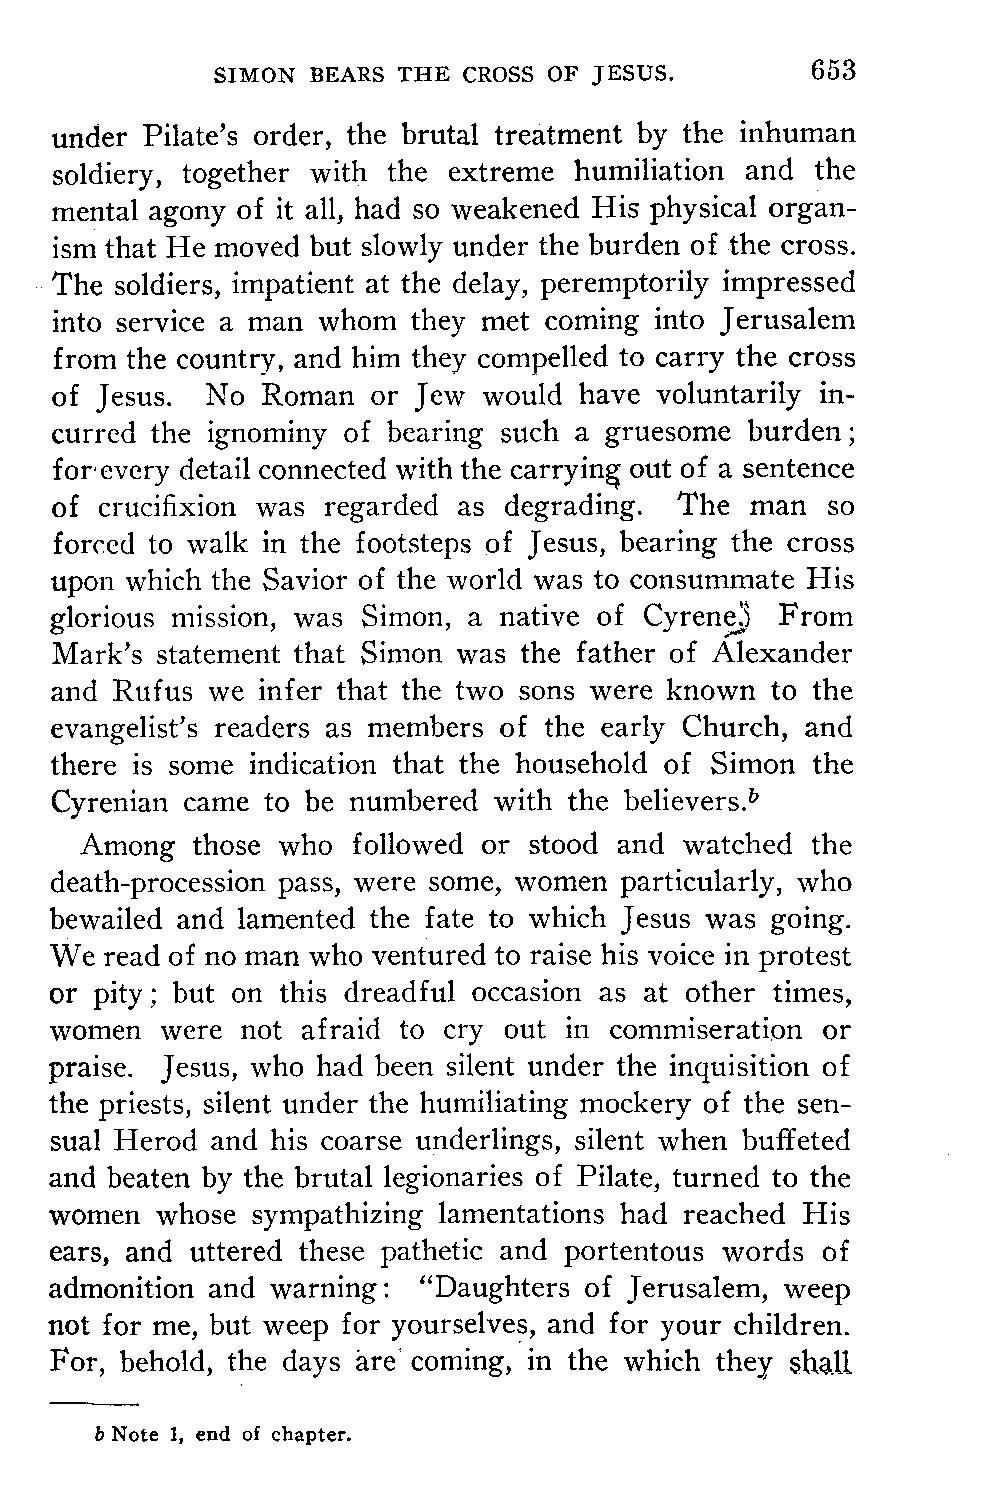 SIMON BEARS THE CROSS OF JESUS. 653
under Pilate's order, the brutal treatment by the inhuman
soldiery, together with the extreme humiliation and the
mental agony of it all, had so weakened His physical organ-
ism that He moved but slowly under the burden of the cross.
The soldiers, impatient at the delay, peremptorily impressed
into service a man whom they met coming into Jerusalem
from the country, and him they compelled to carry the cross
of Jesus. No Roman or Jew would have voluntarily in-
curred the ignominy of bearing such a gruesome burden;
for every detail connected with the carrying out of a sentence
of crucifixion was regarded as degrading. The man so
forced to walk in the footsteps of Jesus, bearing the cross
upon which the Savior of the world was to consummate His
glorious mission, was Simon, a native of Cyrene. From
Mark's statement that Simon was the father of Alexander
and Rufus we infer that the two sons were known to the
evangelist's readers as members of the early Church, and
there is some indication that the household of Simon the
Cyrenian came to be numbered with the believers.b
Among those who followed or stood and watched the
death-procession pass, were some, women particularly, who
bewailed and lamented the fate to which Jesus was going.
We read of no man who ventured to raise his voice in protest
or pity; but on this dreadful occasion as at other times,
women were not afraid to cry out in commiseration or
praise. Jesus, who had been silent under the inquisition of
the priests, silent under the humiliating mockery of the sen-
sual Herod and his coarse underlings, silent when buffeted
and beaten by the brutal legionaries of Pilate, turned to the
women whose sympathizing lamentations had reached His
ears, and uttered these pathetic and portentous words of
admonition and warning: "Daughters of Jerusalem, weep
not for me, but weep for yourselves, and for your children.
For, behold, the days are coming, in the which they shall
b Note 1, end of chapter.